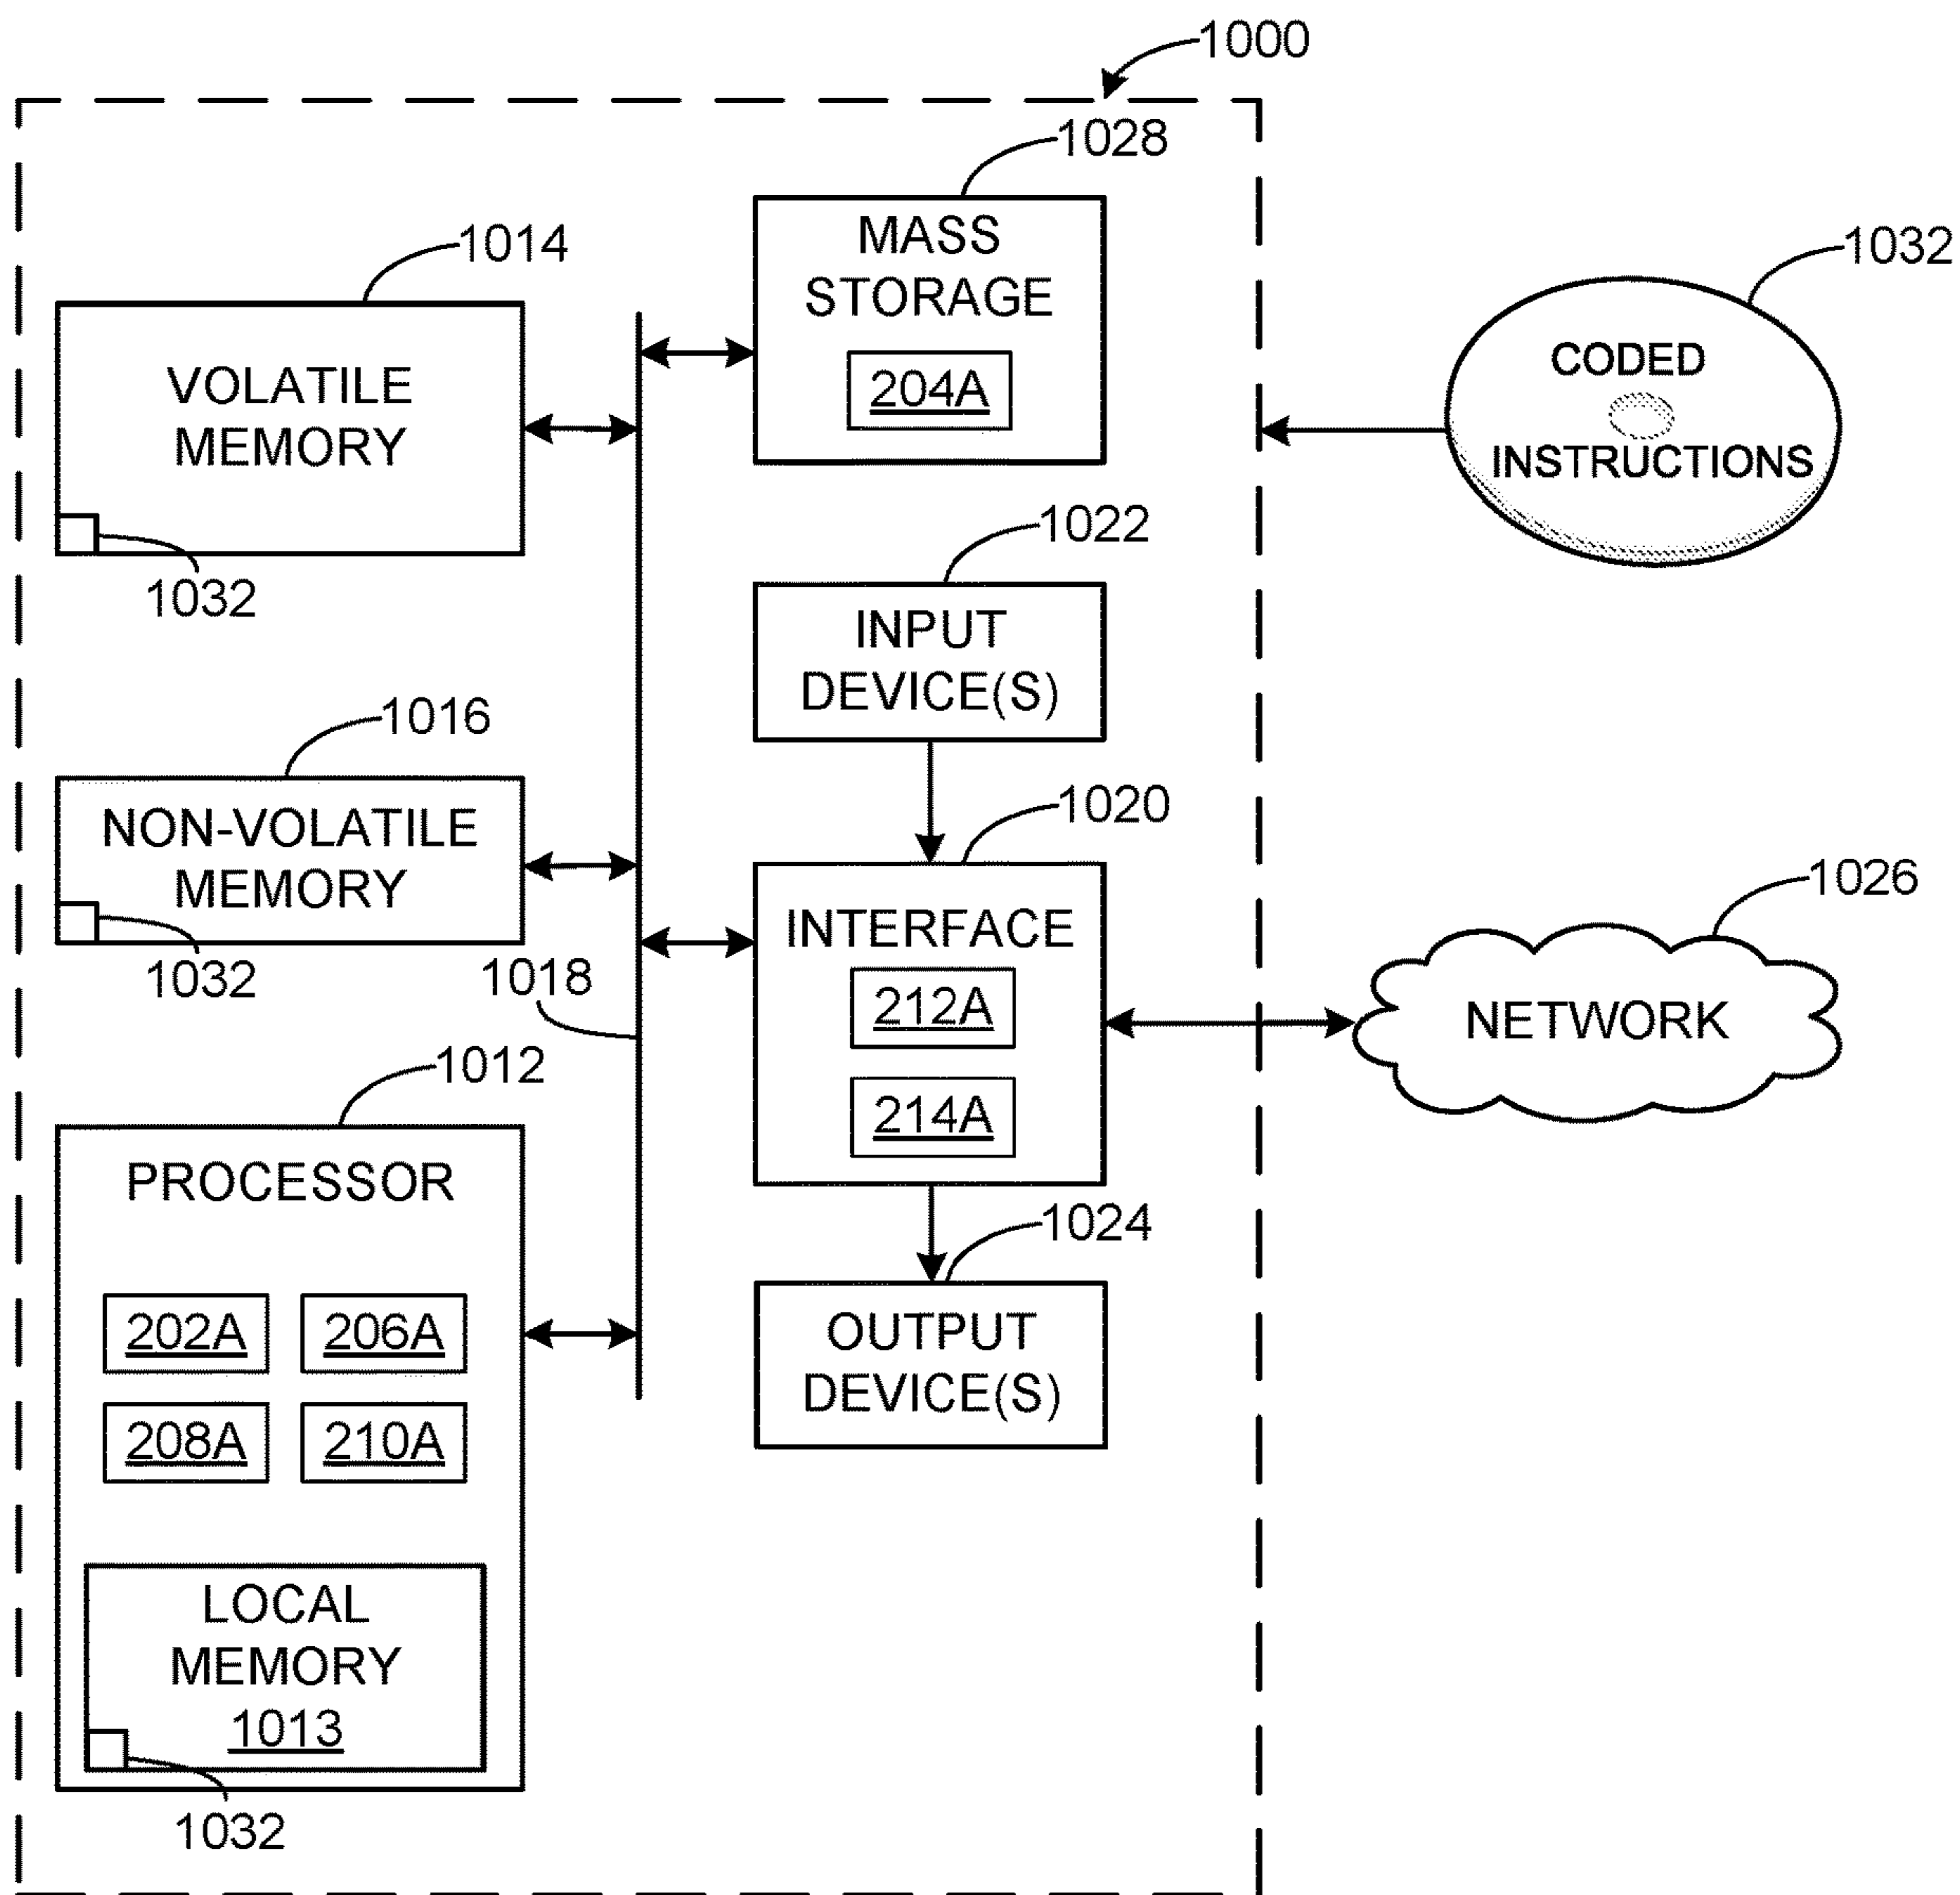 1000
1028
MASS
STORAGE
204A
1014
VOLATILE
MEMORY
1032
1032
CODED
INSTRUCTIONS
1022
INPUT
DEVICE(S)
1016
NON-VOLATILE
MEMORY
1032
1018
1020
INTERFACE
212A
214A
1026
NETWORK
1012
PROCESSOR
202A 206A
208A 210A
LOCAL
MEMORY
1013
1032
1024
OUTPUT
DEVICE(S)